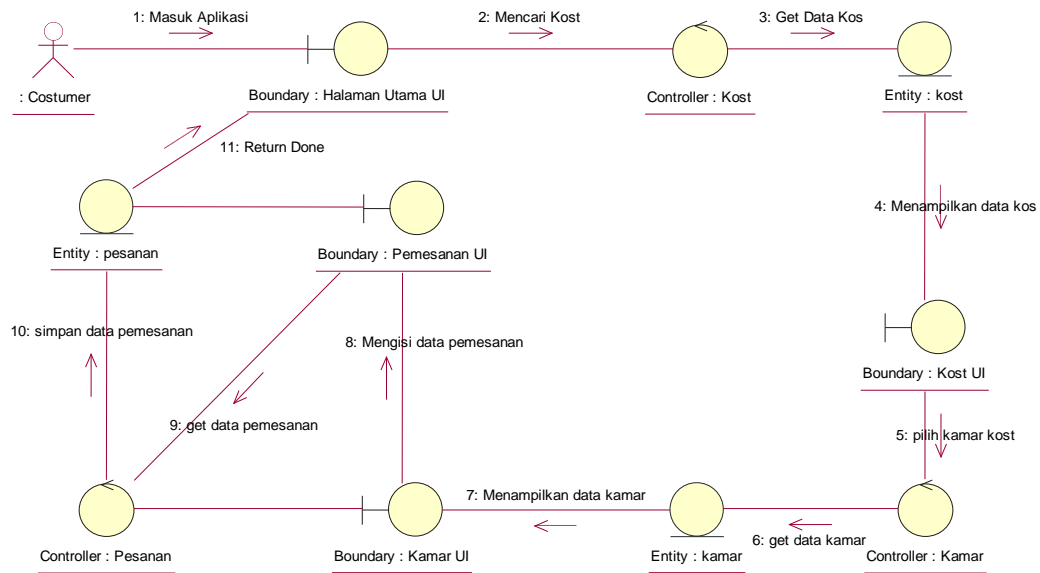 1: Masuk Aplikasi
2: Mencari Kost
3: Get Data Kos
: Costumer
Boundary : Halaman Utama UI
Controller : Kost
Entity : kost
11: Return Done
4: Menampilkan data kos
Entity : pesanan
Boundary : Pemesanan UI
10: simpan data pemesanan
8: Mengisi data pemesanan
Boundary : Kost UI
9: get data pemesanan
5: pilih kamar kost
7: Menampilkan data kamar
6: get data kamar
Controller : Pesanan
Boundary : Kamar UI
Entity : kamar
Controller : Kamar